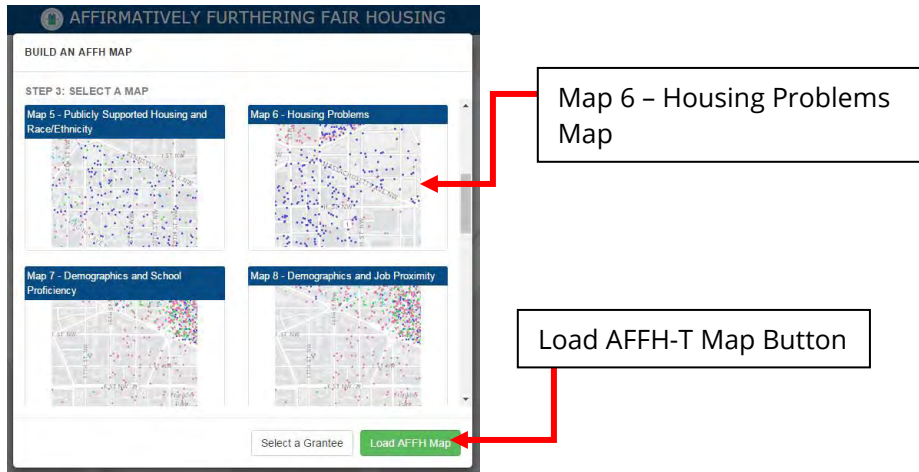 AFFIRMATIVELY FURTHERING FAIR HOUSING
BUILD AN AFFH MAP
STEP 3: SELECT A MAP
Map 5 - Publicly Supported Housing and
Race/Ethnicity
Map 6 - Housing Problems
Map 7 - Demographics and School
Proficiency
Map 8 - Demographics and Job Proximity
Select a Grantee
Load AFFH Map
Map 6 – Housing Problems
Map
Load AFFH-T Map Button